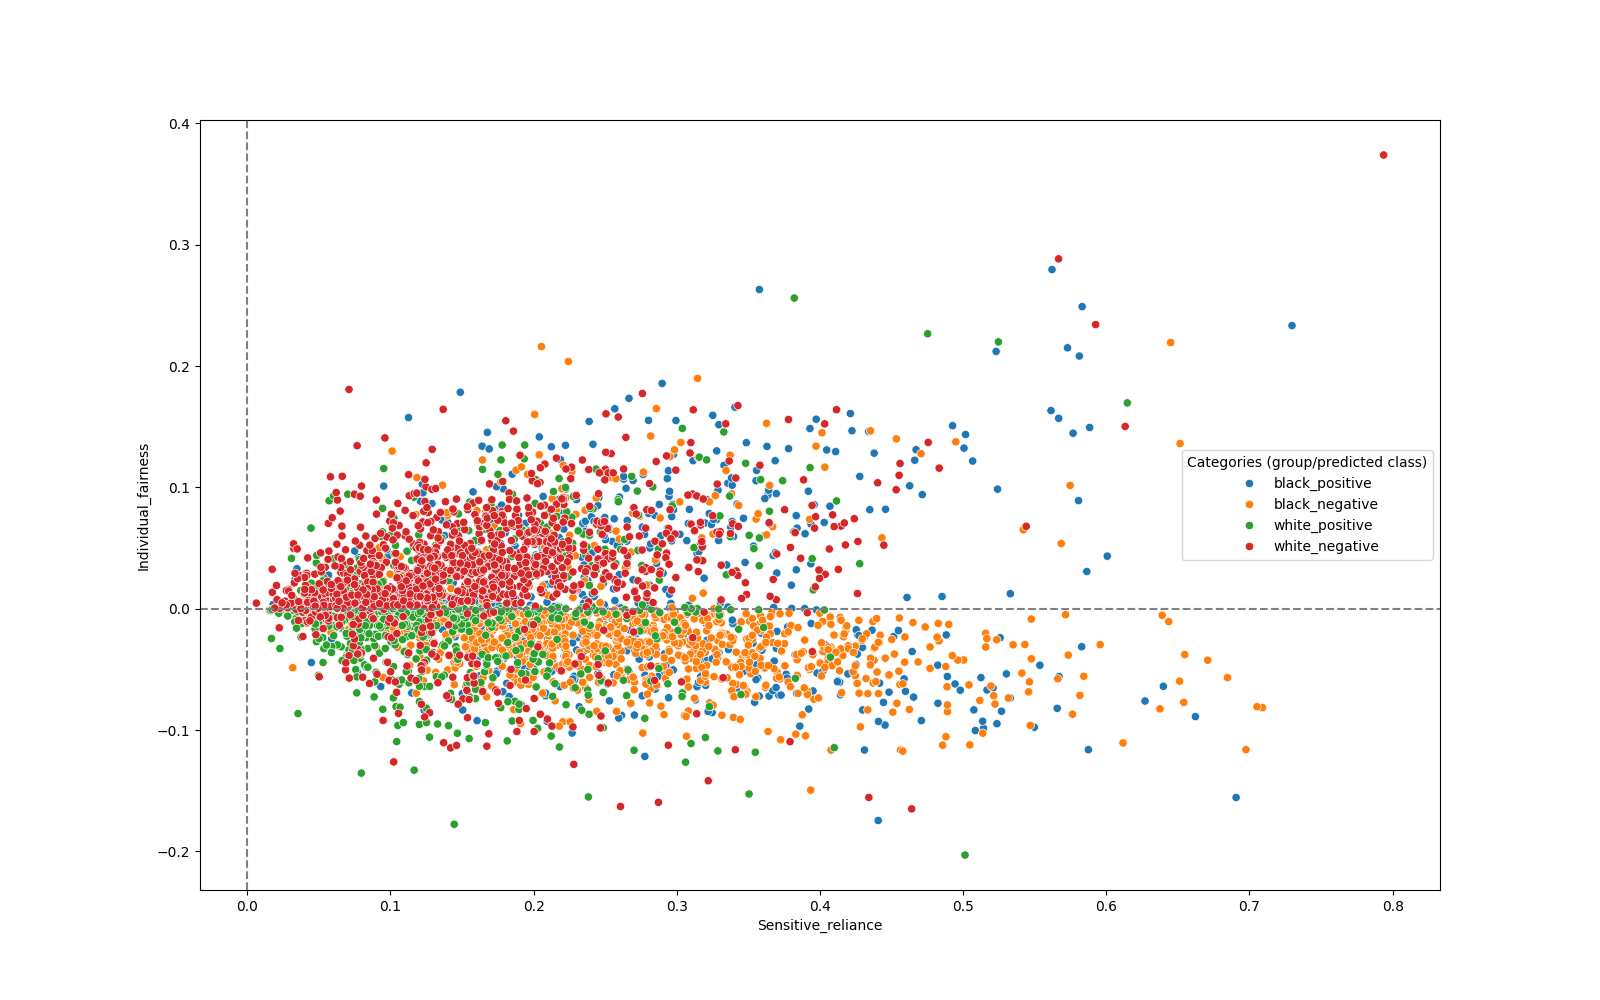 0.4
0.3
0.2
0.1
0.0
−0.1
−0.2
Individual_fairness
Categories (group/predicted class)
black_positive
black_negative
white_positive
white_negative
0.0 0.1 0.2 0.3 0.4 0.5 0.6 0.7 0.8
Sensitive_reliance